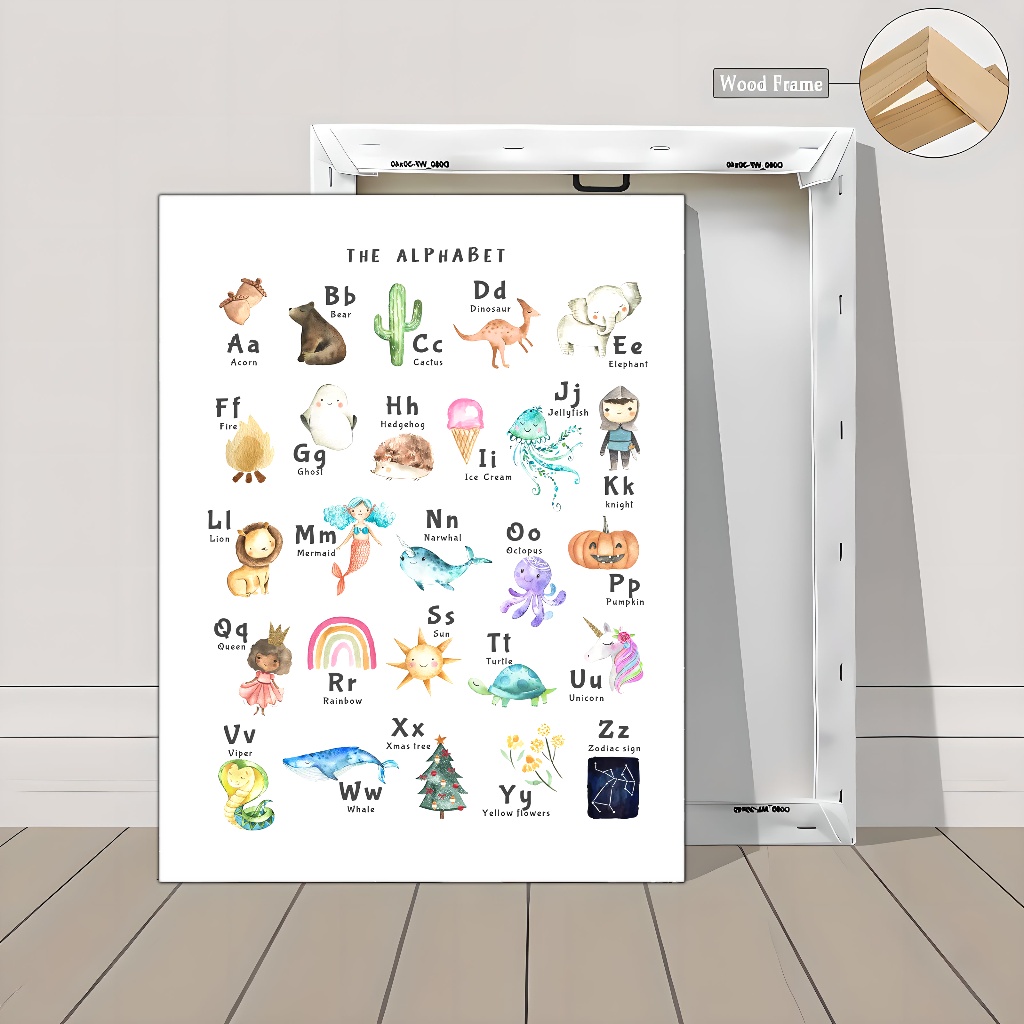 Wood Frame
THE ALPHABET
Aa
Acorn
Bb
Bear
Cc
Cactus
Dd
Dinosaur
Ee
Elephant
Ff
Fire
Gg
Ghost
Hh
Hedgehog
Ii
Ice Cream
Jj
Jellyfish
Kk
knight
Ll
Lion
Mm
Mermaid
Nn
Narwhal
Oo
Octopus
Pp
Pumpkin
Qq
Queen
Rr
Rainbow
Ss
Sun
Tt
Turtle
Uu
Unicorn
Vv
Viper
Ww
Whale
Xx
Xmas tree
Yy
Yellow flowers
Zz
Zodiac sign